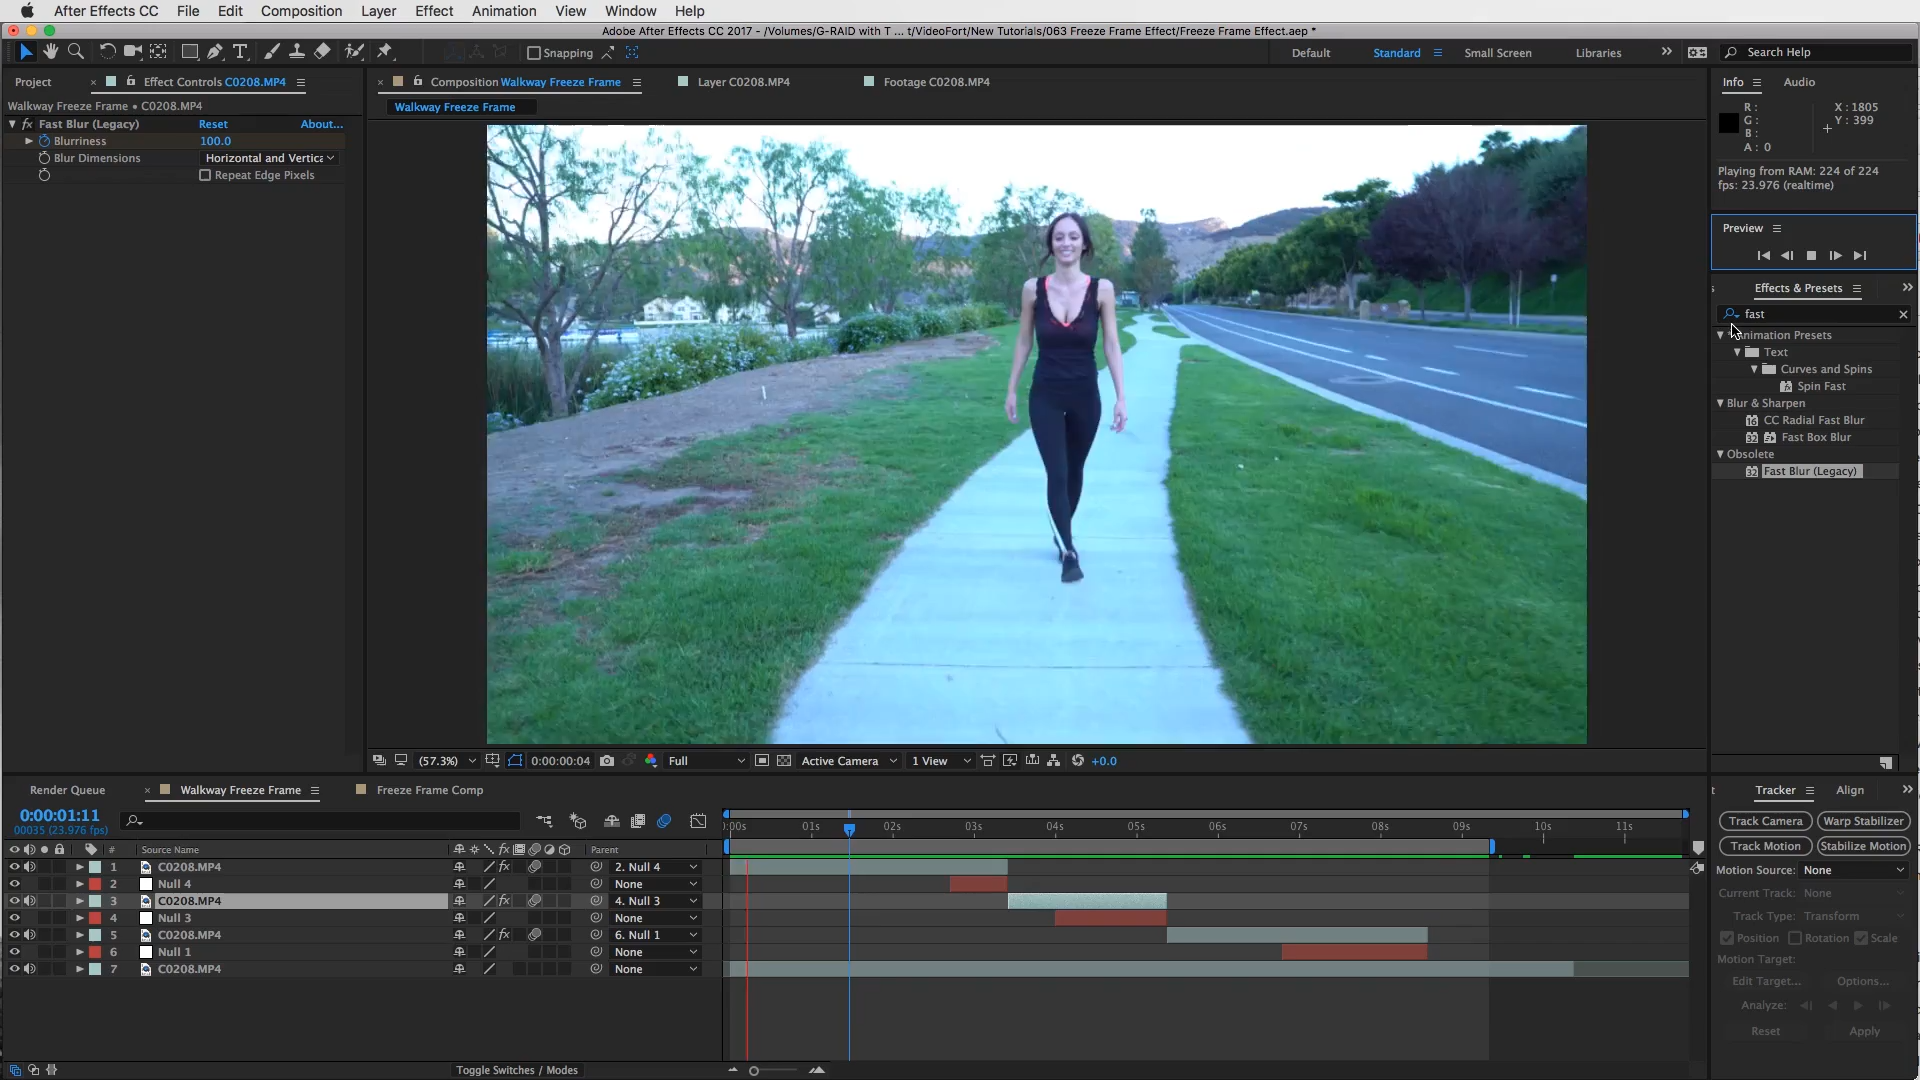 After Effects CC File Edit Composition Layer Effect Animation View Window Help
Adobe After Effects CC 2017 - /Volumes/G-RAID with T ... t/VideoFort/New Tutorials/063 Freeze Frame Effect/Freeze Frame Effect.aep *
Snapping Default Standard Small Screen Libraries Search Help
Project Effect Controls C0208.MP4
Composition Walkway Freeze Frame Layer C0208.MP4 Footage C0208.MP4
Info Audio
Walkway Freeze Frame • C0208.MP4
Walkway Freeze Frame
fx Fast Blur (Legacy) Reset About...
Blurriness 100.0
Blur Dimensions Horizontal and Vertica
Repeat Edge Pixels
R: X: 1805
G: Y: 399
B:
A: 0
Playing from RAM: 224 of 224
fps: 23.976 (realtime)
Preview
Effects & Presets
fast
Animation Presets
Text
Curves and Spins
Spin Fast
Blur & Sharpen
CC Radial Fast Blur
Fast Box Blur
Obsolete
Fast Blur (Legacy)
(57.3%) 0:00:00:04 Full Active Camera 1 View +0.0
Render Queue Walkway Freeze Frame Freeze Frame Comp
0:00:01:11
00035 (23.976 fps)
:00s 01s 02s 03s 04s 05s 06s 07s 08s 09s 10s 11s
# Source Name fx Parent
1 C0208.MP4 fx 2. Null 4
2 Null 4 None
3 C0208.MP4 fx 4. Null 3
4 Null 3 None
5 C0208.MP4 fx 6. Null 1
6 Null 1 None
7 C0208.MP4 None
Toggle Switches / Modes
Tracker Align
Track Camera Warp Stabilizer
Track Motion Stabilize Motion
Motion Source: None
Current Track: None
Track Type: Transform
Position Rotation Scale
Motion Target:
Edit Target... Options...
Analyze:
Reset Apply